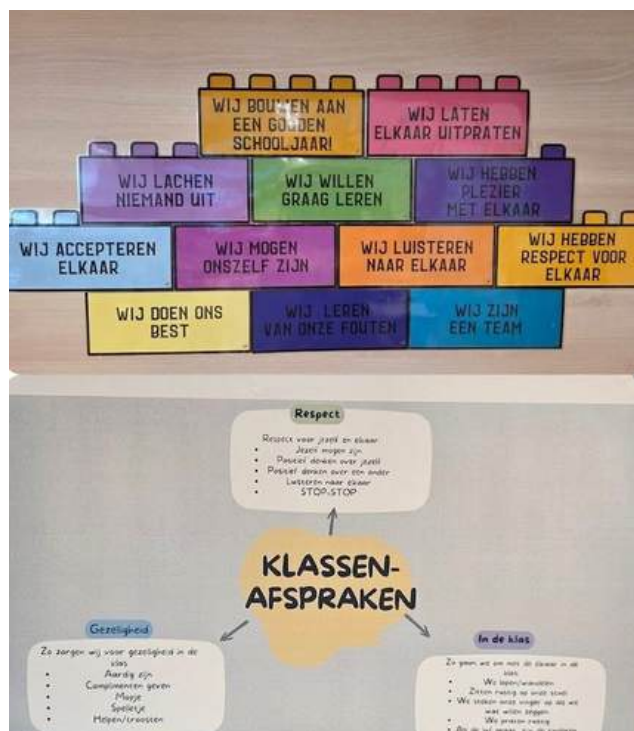 WIJ BOUWEN AAN
EEN GOUDEN
SCHOOLJAAR!
WIJ LATEN
ELKAAR UITPRATEN
WIJ LACHEN
NIEMAND UIT
WIJ WILLEN
GRAAG LEREN
WIJ HEBBEN
PLEZIER
MET ELKAAR
WIJ ACCEPTEREN
ELKAAR
WIJ MOGEN
ONSZELF ZIJN
WIJ LUISTEREN
NAAR ELKAAR
WIJ HEBBEN
RESPECT VOOR
ELKAAR
WIJ DOEN ONS
BEST
WIJ LEREN
VAN ONZE FOUTEN
WIJ ZIJN
EEN TEAM
Respect
Respect voor jezelf en elkaar
• Jezelf mogen zijn
• Positief denken over jezelf
• Positief denken over een ander
• Luisteren naar elkaar
• STOP-STOP
KLASSEN-
AFSPRAKEN
Gezelligheid
Zo zorgen wij voor gezelligheid in de
klas
• Aardig zijn
• Complimenten geven
• Mopje
• Spelletje
• Helpen/troosten
In de klas
Zo gaan we om met de elkaar in de
klas
• We lopen/wandelen
• Zitten rustig op onze stoel
• We steken onze vinger op als we
wat willen zeggen
• We praten rustig